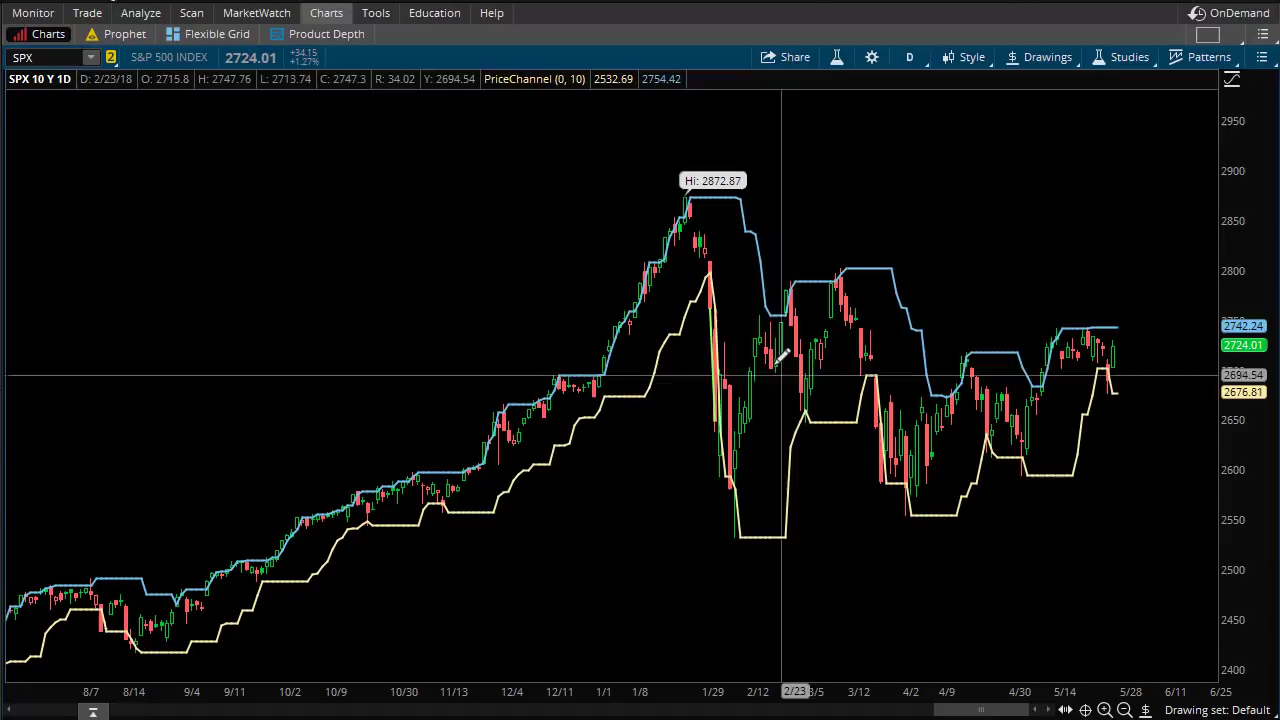 Monitor Trade Analyze Scan MarketWatch Charts Tools Education Help OnDemand
Charts Prophet Flexible Grid Product Depth
SPX 2 S&P 500 INDEX 2724.01 +34.15 +1.27% Share D Style Drawings Studies Patterns
SPX 10 Y 1D D: 2/23/18 O: 2715.8 H: 2747.76 L: 2713.74 C: 2747.3 R: 34.02 Y: 2694.54 PriceChannel (0, 10) 2532.69 2754.42
2950
2900
Hi: 2872.87
2850
2800
2742.24
2724.01
2694.54
2676.81
2650
2600
2550
2500
2450
2400
8/7 8/14 9/4 9/11 10/2 10/9 10/30 11/13 12/4 12/11 1/1 1/8 1/29 2/12 2/23 3/5 3/12 4/2 4/9 4/30 5/14 5/28 6/11 6/25
Drawing set: Default